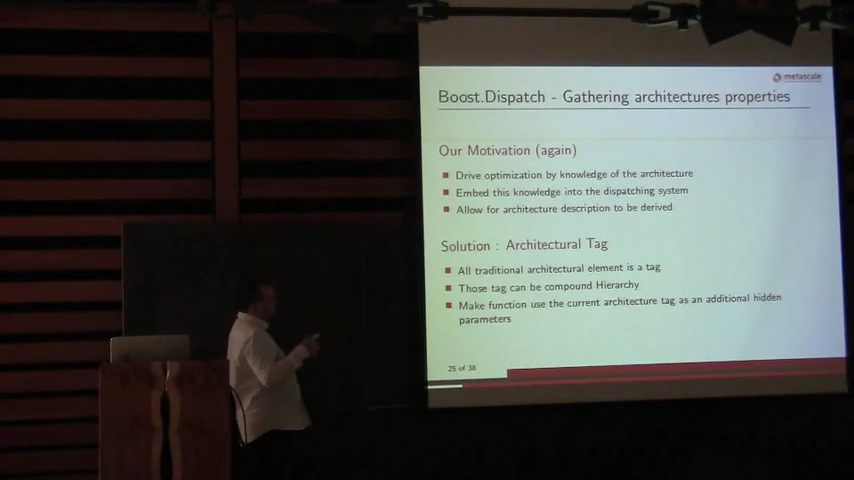 metascale
Boost.Dispatch - Gathering architectures properties
Our Motivation (again)
Drive optimization by knowledge of the architecture
Embed this knowledge into the dispatching system
Allow for architecture description to be derived
Solution : Architectural Tag
All traditional architectural element is a tag
Those tag can be compound Hierarchy
Make function use the current architecture tag as an additional hidden
parameters
25 of 38